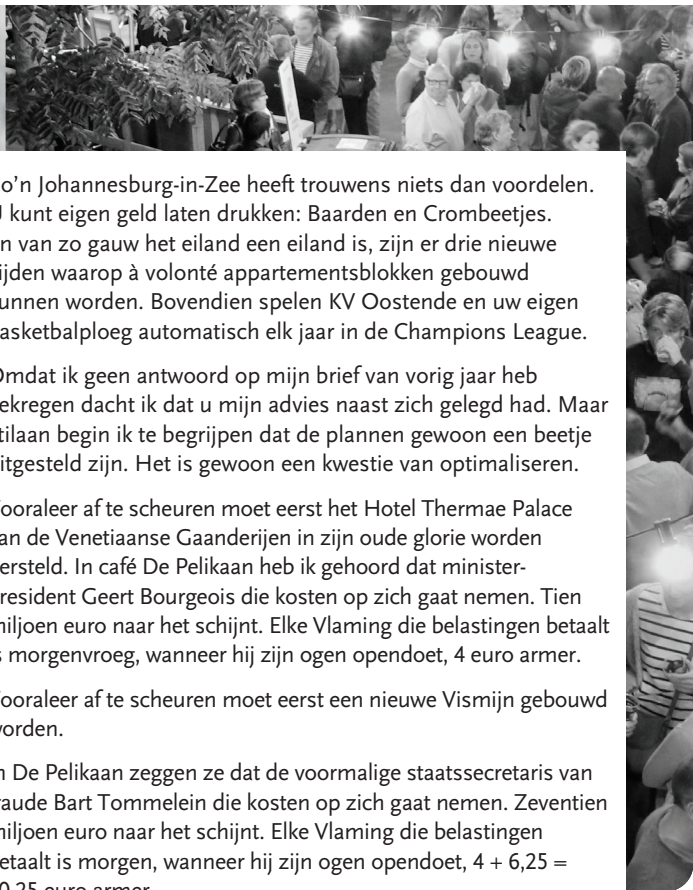 o'n Johannesburg-in-Zee heeft trouwens niets dan voordelen.
kunt eigen geld laten drukken: Baarden en Crombeetjes.
n van zo gauw het eiland een eiland is, zijn er drie nieuwe
ijden waarop à volonté appartementsblokken gebouwd
unnen worden. Bovendien spelen KV Oostende en uw eigen
asketbalploeg automatisch elk jaar in de Champions League.
Omdat ik geen antwoord op mijn brief van vorig jaar heb
ekregen dacht ik dat u mijn advies naast zich gelegd had. Maar
tilaan begin ik te begrijpen dat de plannen gewoon een beetje
itgesteld zijn. Het is gewoon een kwestie van optimaliseren.
ooraleer af te scheuren moet eerst het Hotel Thermae Palace
an de Venetiaanse Gaanderijen in zijn oude glorie worden
ersteld. In café De Pelikaan heb ik gehoord dat minister-
resident Geert Bourgeois die kosten op zich gaat nemen. Tien
miljoen euro naar het schijnt. Elke Vlaming die belastingen betaalt
s morgenvroeg, wanneer hij zijn ogen opendoet, 4 euro armer.
ooraleer af te scheuren moet eerst een nieuwe Vismijn gebouwd
worden.
n De Pelikaan zeggen ze dat de voormalige staatssecretaris van
raude Bart Tommelein die kosten op zich gaat nemen. Zeventien
miljoen euro naar het schijnt. Elke Vlaming die belastingen
etaalt is morgen, wanneer hij zijn ogen opendoet, 4 + 6,25 =
0,25 euro armer